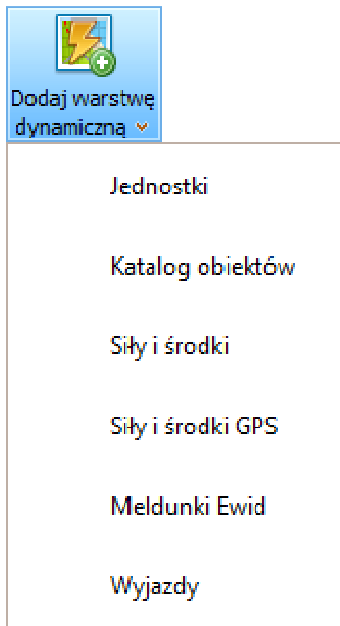 Dodaj warstwę
dynamiczną
Jednostki
Katalog obiektów
Siły i środki
Siły i środki GPS
Meldunki Ewid
Wyjazdy